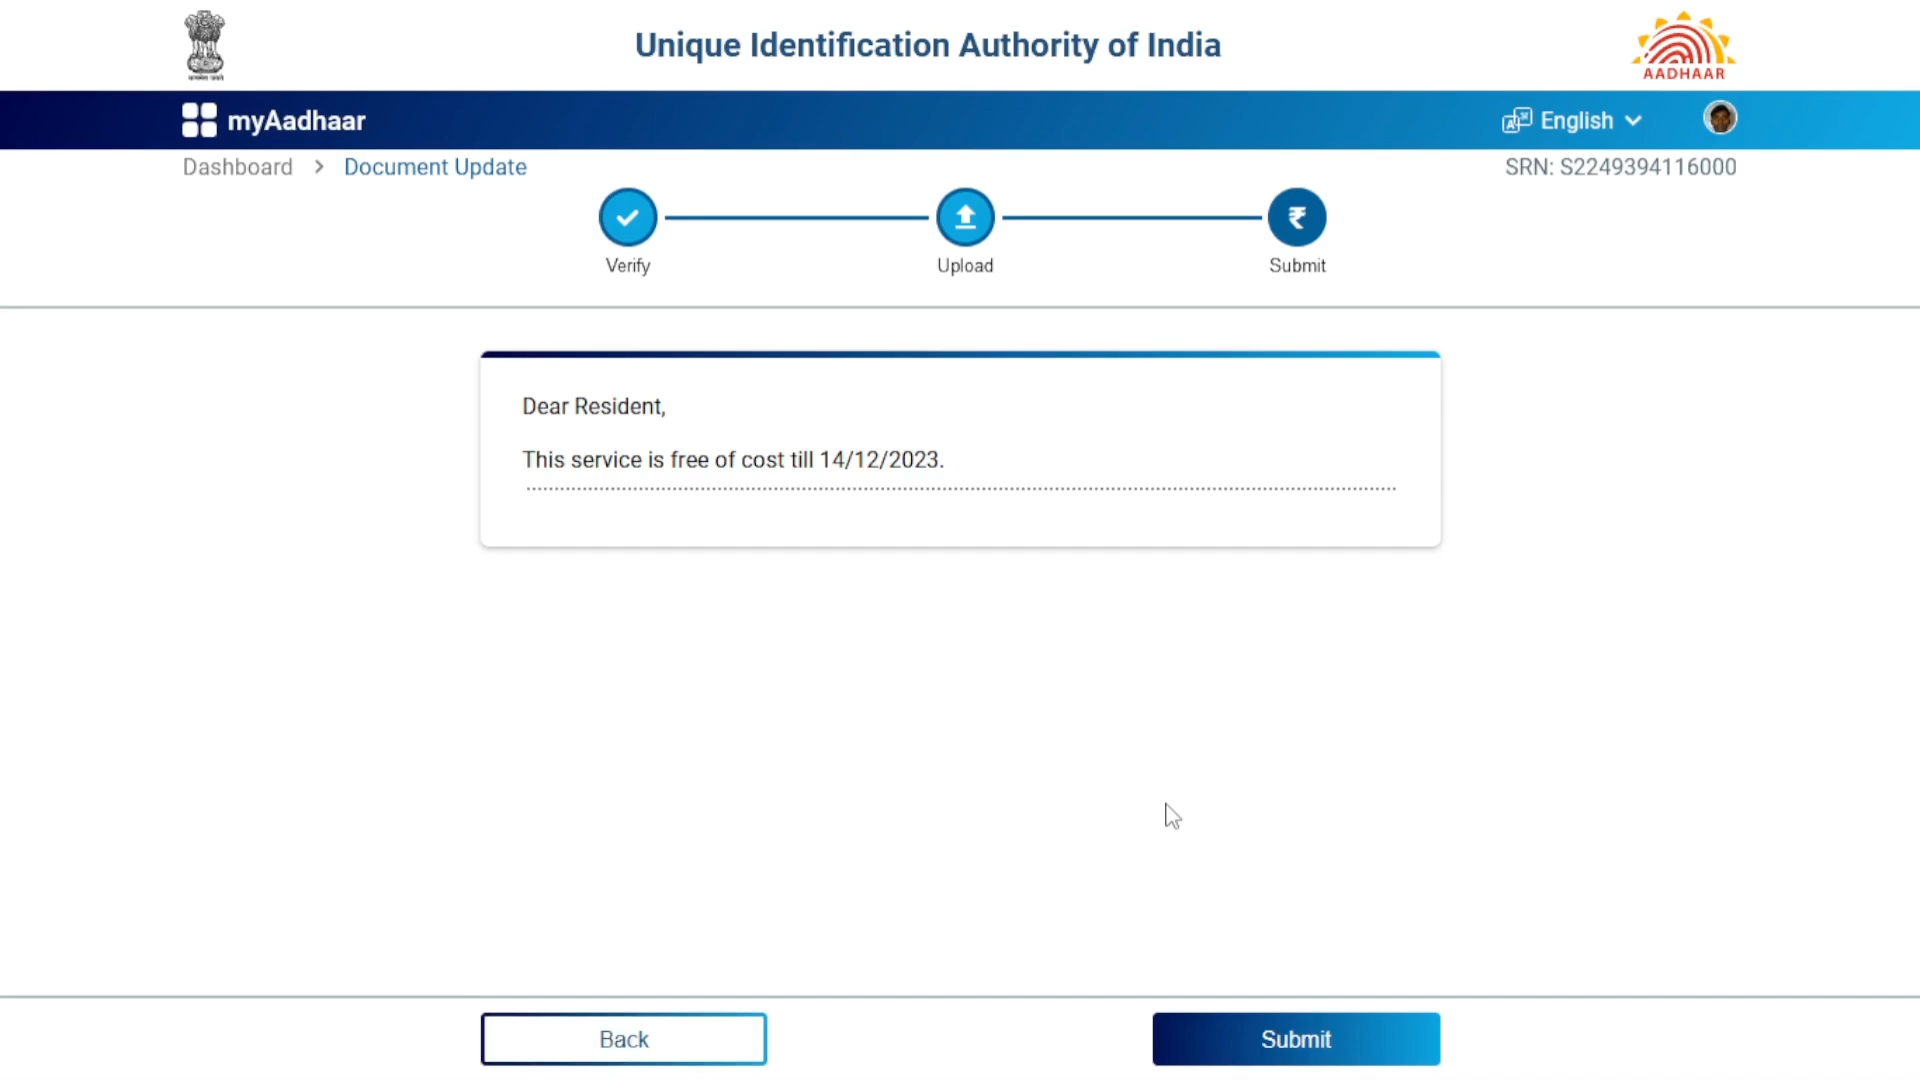 Unique Identification Authority of India
AADHAAR
myAadhaar
English
Dashboard > Document Update
SRN: S2249394116000
Verify
Upload
Submit
Dear Resident,
This service is free of cost till 14/12/2023.
Back
Submit